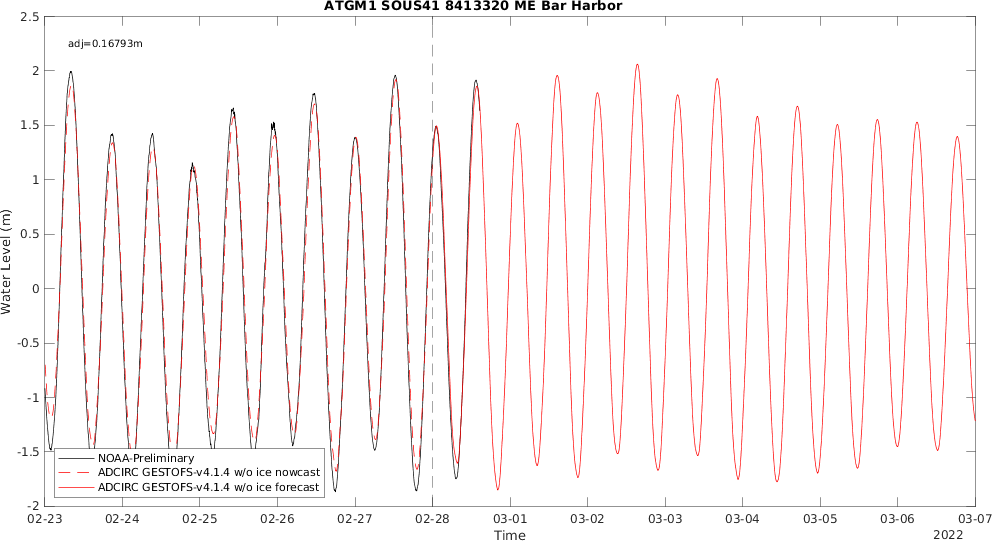 ATGM1 SOUS41 8413320 ME Bar Harbor
2.5
adj=0.16793m
2
1.5
1
0.5
0
-0.5
-1
-1.5
-2
Water Level (m)
NOAA-Preliminary
ADCIRC GESTOFS-v4.1.4 w/o ice nowcast
ADCIRC GESTOFS-v4.1.4 w/o ice forecast
02-23 02-24 02-25 02-26 02-27 02-28 03-01 03-02 03-03 03-04 03-05 03-06 03-07
Time
2022